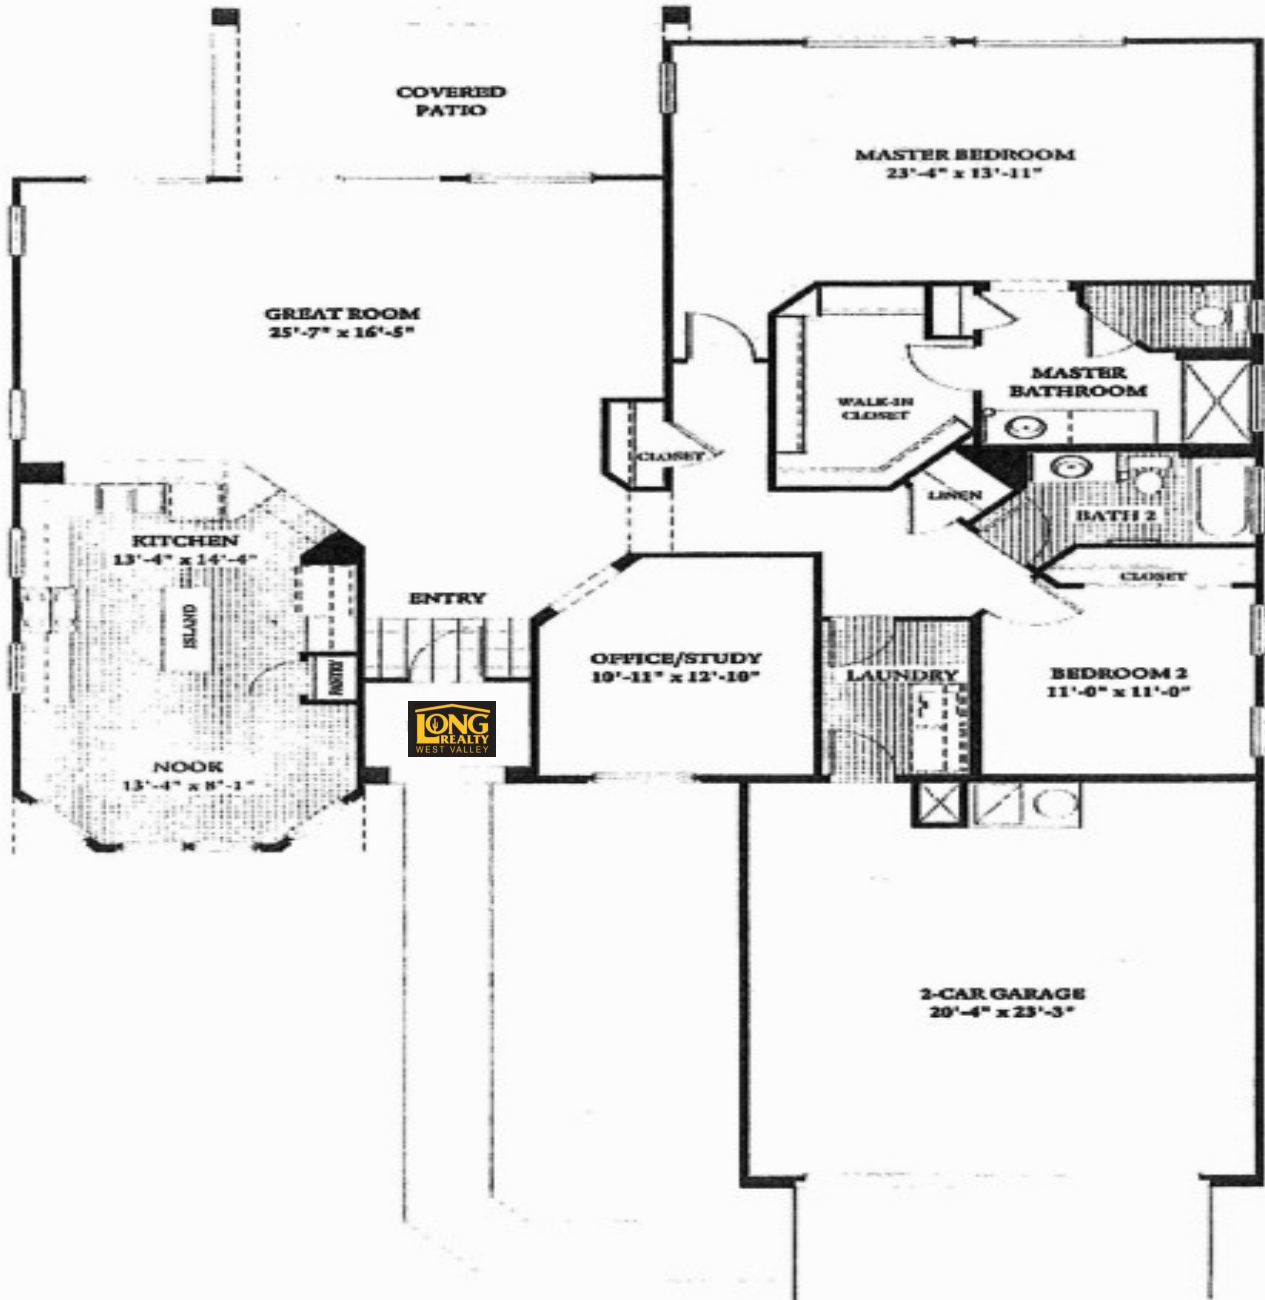 COVERED
PATIO
MASTER BEDROOM
23'-4" x 13'-11"
GREAT ROOM
25'-7" x 16'-5"
MASTER
BATHROOM
WALK-IN
CLOSET
CLOSET
LINEN
BATH 2
KITCHEN
13'-4" x 14'-4"
CLOSET
ENTRY
ISLAND
OFFICE/STUDY
10'-11" x 12'-10"
LAUNDRY
BEDROOM 2
11'-0" x 11'-0"
PANTRY
LONG
REALTY
WEST VALLEY
NOOK
13'-4" x 8'-1"
2-CAR GARAGE
20'-4" x 23'-3"